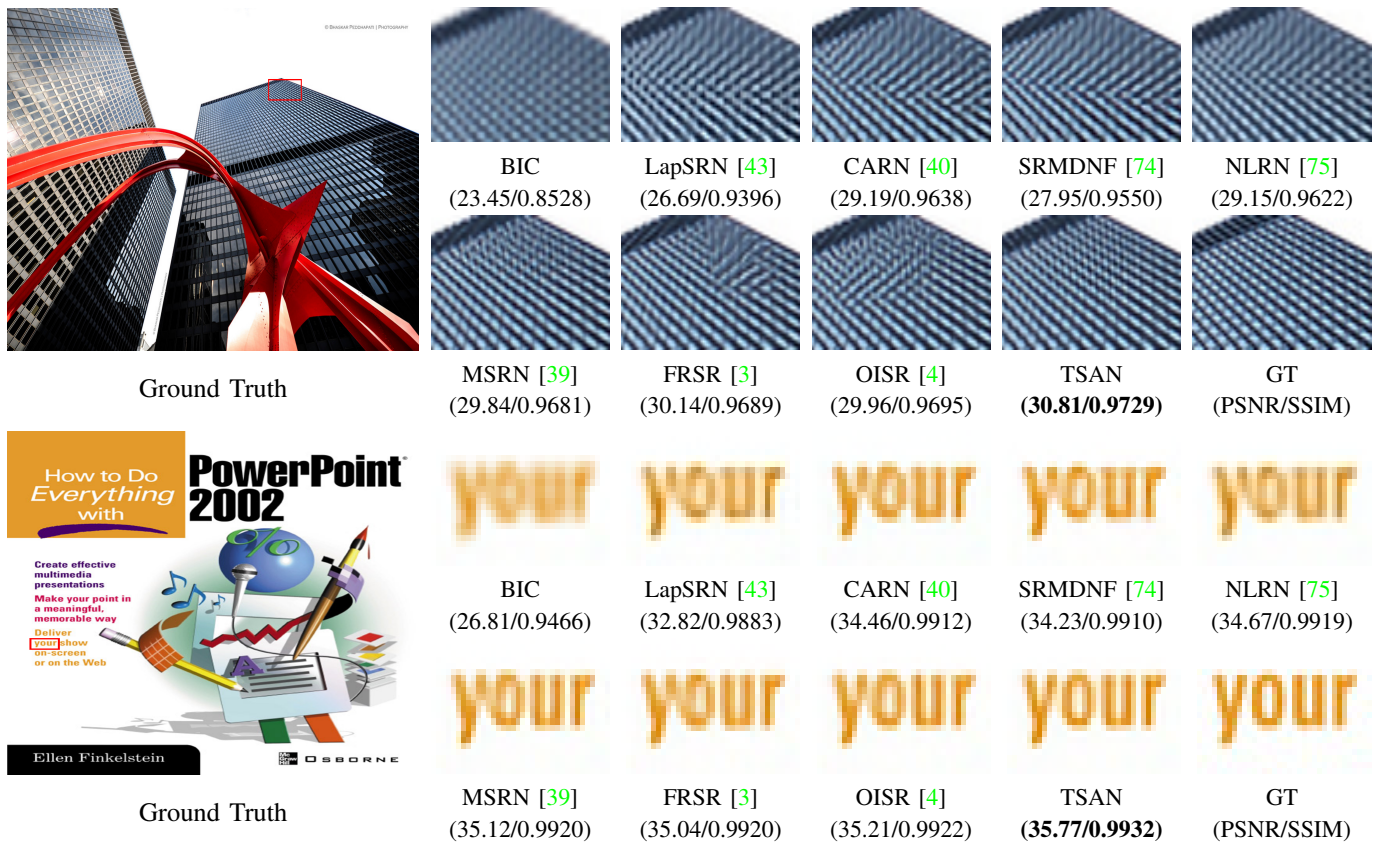 © BHASKAR PEDDHAPATI | PHOTOGRAPHY
BIC
(23.45/0.8528)
LapSRN [43]
(26.69/0.9396)
CARN [40]
(29.19/0.9638)
SRMDNF [74]
(27.95/0.9550)
NLRN [75]
(29.15/0.9622)
MSRN [39]
(29.84/0.9681)
FRSR [3]
(30.14/0.9689)
OISR [4]
(29.96/0.9695)
TSAN
(30.81/0.9729)
GT
(PSNR/SSIM)
Ground Truth
How to Do
Everything
with
PowerPoint
2002
Create effective
multimedia
presentations
Make your point in
a meaningful,
memorable way
Deliver
your show
on-screen
or on the Web
%
A
Ellen Finkelstein
Mc
Graw
Hill
OSBORNE
Ground Truth
your
your
your
your
your
BIC
(26.81/0.9466)
LapSRN [43]
(32.82/0.9883)
CARN [40]
(34.46/0.9912)
SRMDNF [74]
(34.23/0.9910)
NLRN [75]
(34.67/0.9919)
your
your
your
your
your
MSRN [39]
(35.12/0.9920)
FRSR [3]
(35.04/0.9920)
OISR [4]
(35.21/0.9922)
TSAN
(35.77/0.9932)
GT
(PSNR/SSIM)